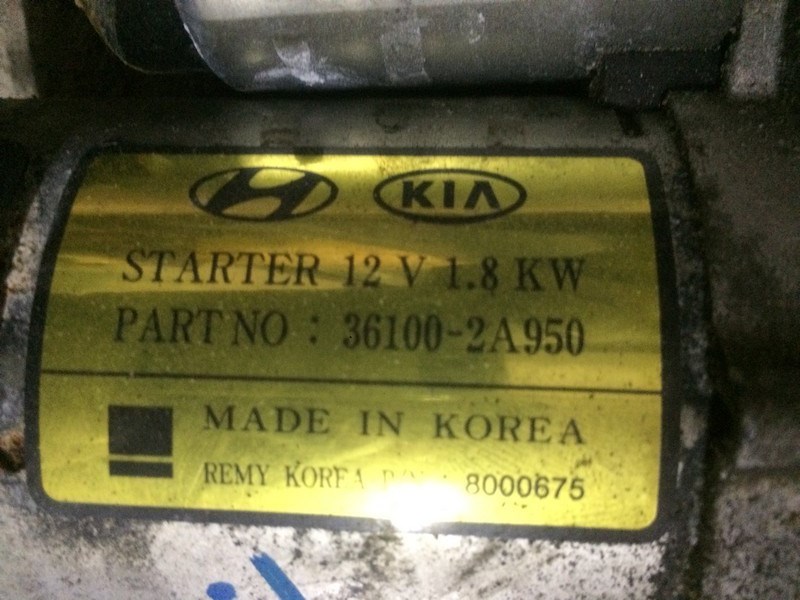 KIA
STARTER 12 V 1.8 KW
PART NO : 36100-2A950
MADE IN KOREA
REMY KOREA 8000675